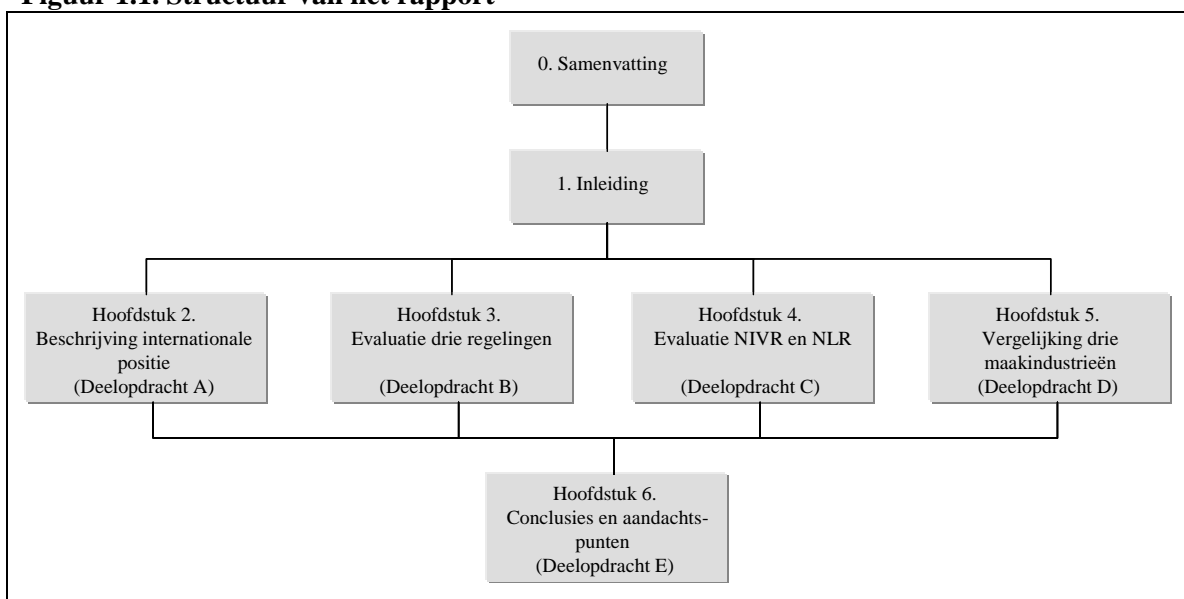 Figuur 1.1. Structuur van het rapport
0. Samenvatting
1. Inleiding
Hoofdstuk 2.
Beschrijving internationale
positie
(Deelopdracht A)
Hoofdstuk 3.
Evaluatie drie regelingen
(Deelopdracht B)
Hoofdstuk 4.
Evaluatie NIVR en NLR
(Deelopdracht C)
Hoofdstuk 5.
Vergelijking drie
maakindustrieën
(Deelopdracht D)
Hoofdstuk 6.
Conclusies en aandachts-
punten
(Deelopdracht E)